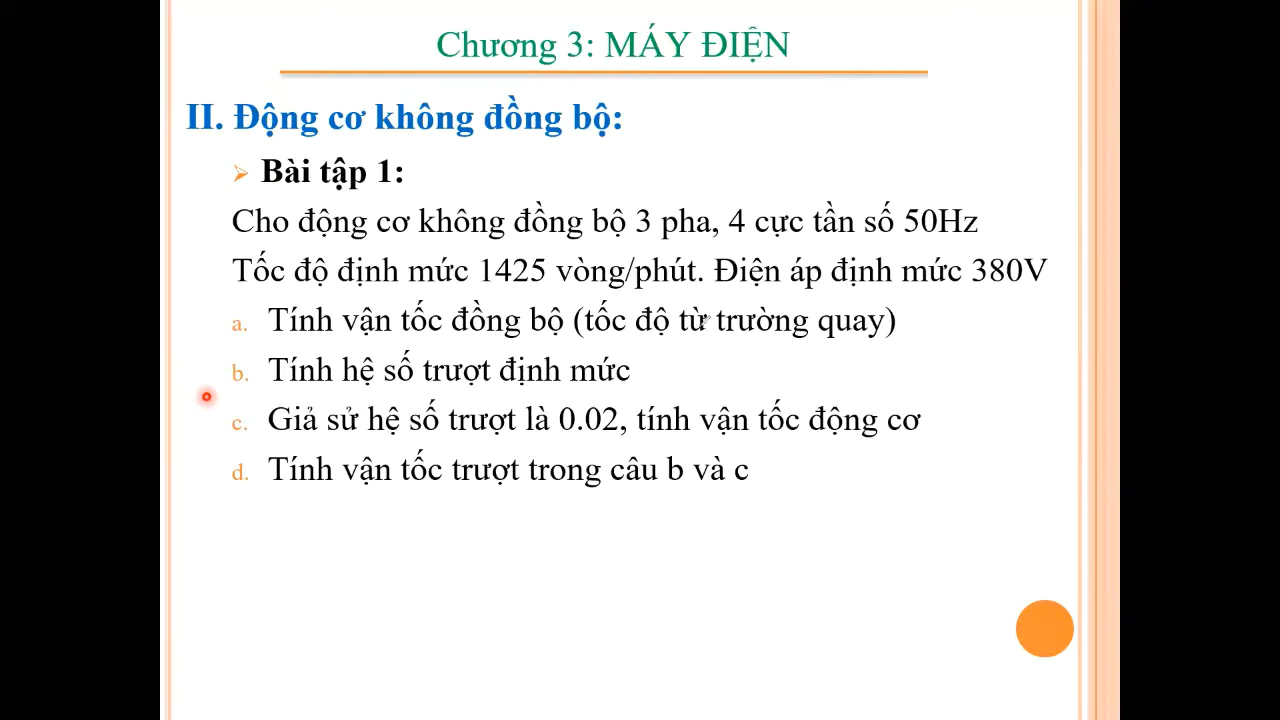 Chương 3: MÁY ĐIỆN
II. Động cơ không đồng bộ:
Bài tập 1:
Cho động cơ không đồng bộ 3 pha, 4 cực tần số 50Hz
Tốc độ định mức 1425 vòng/phút. Điện áp định mức 380V
a. Tính vận tốc đồng bộ (tốc độ từ trường quay)
b. Tính hệ số trượt định mức
c. Giả sử hệ số trượt là 0.02, tính vận tốc động cơ
d. Tính vận tốc trượt trong câu b và c